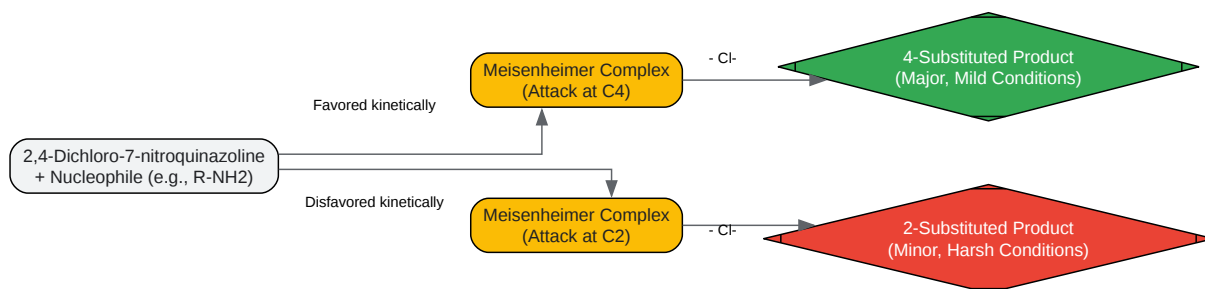 2,4-Dichloro-7-nitroquinazoline
+ Nucleophile (e.g., R-NH2)
Favored kinetically
Disfavored kinetically
Meisenheimer Complex
(Attack at C4)
Meisenheimer Complex
(Attack at C2)
- Cl-
- Cl-
4-Substituted Product
(Major, Mild Conditions)
2-Substituted Product
(Minor, Harsh Conditions)